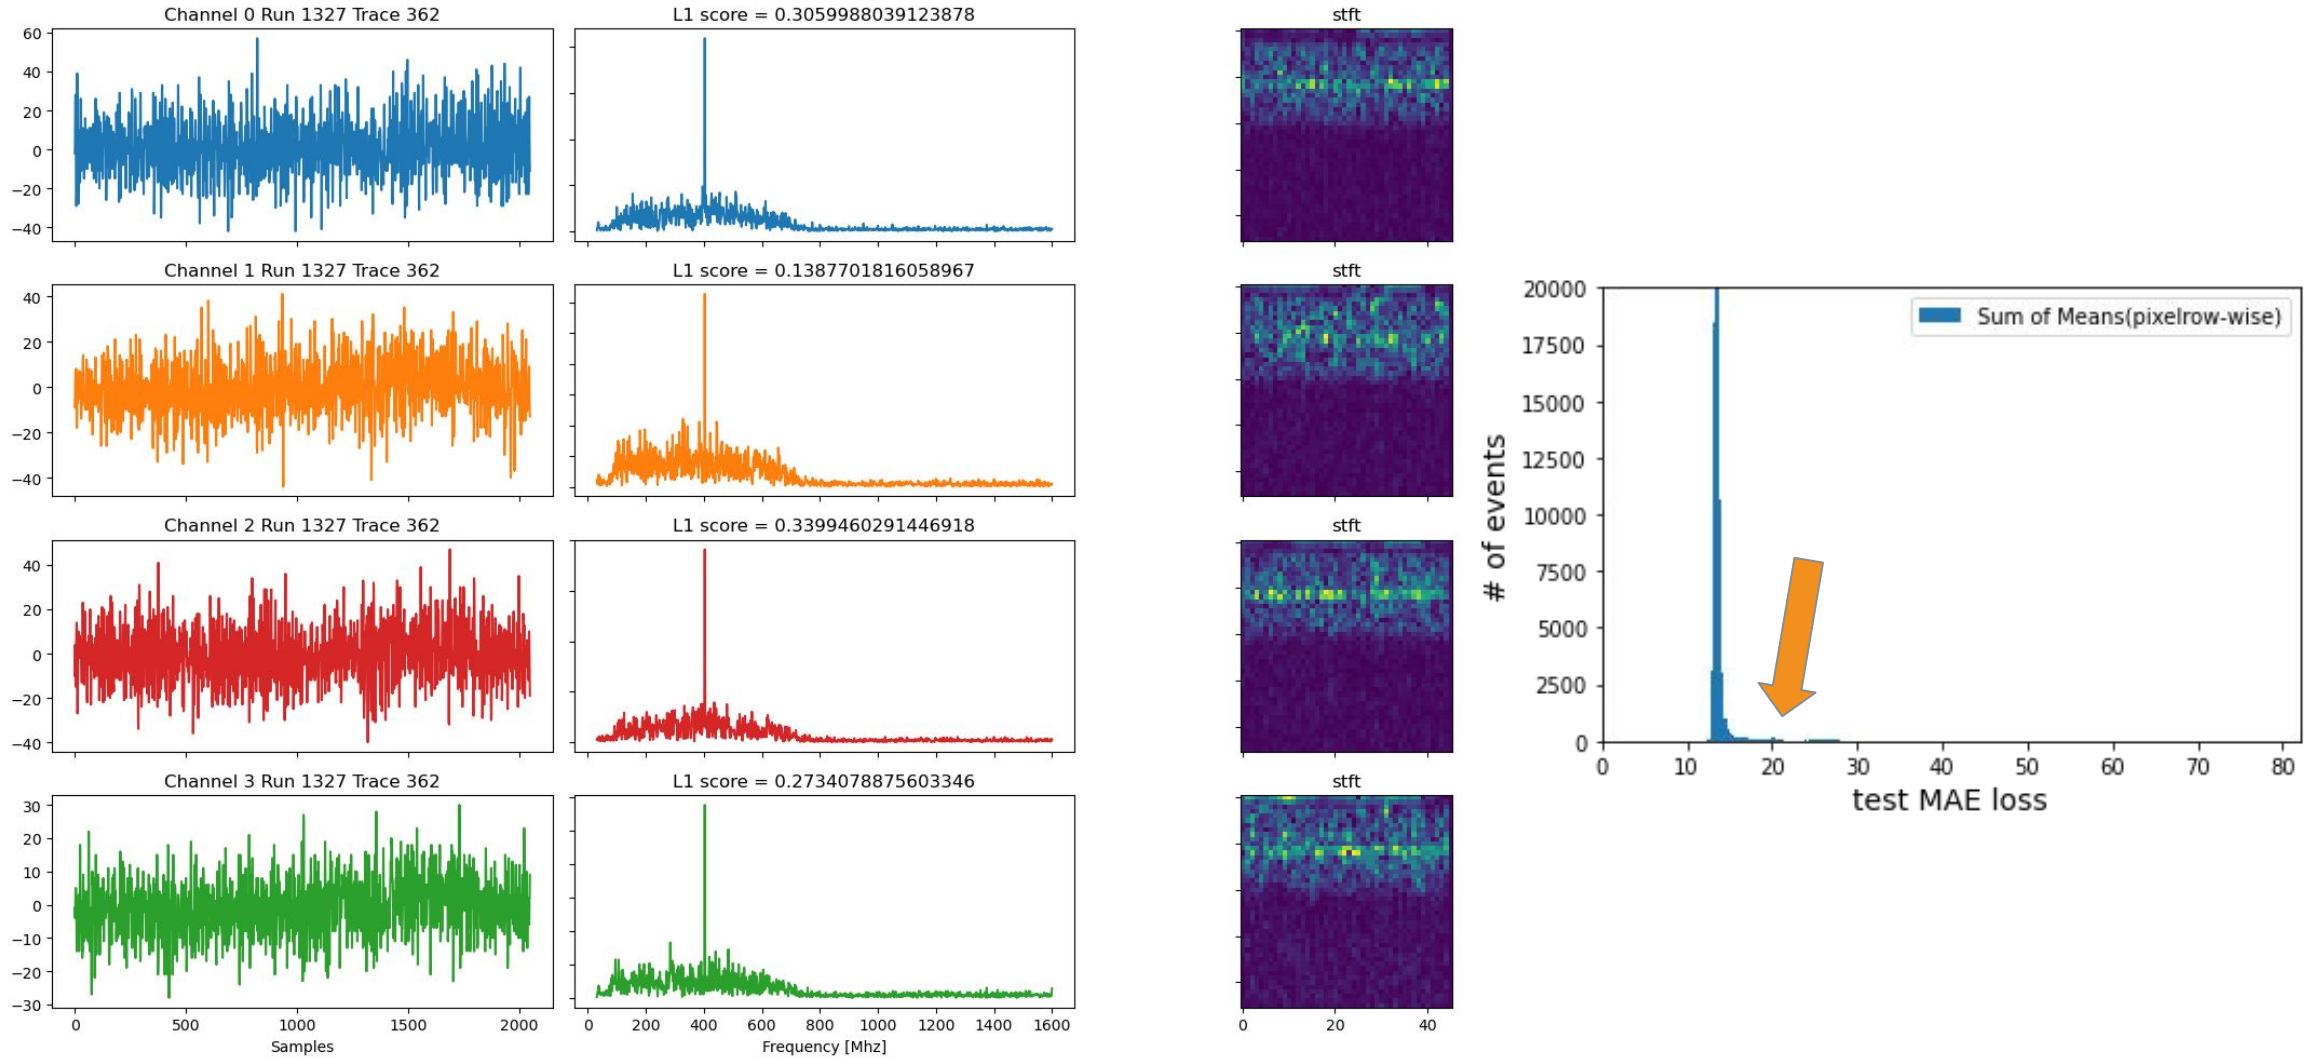 Channel 0 Run 1327 Trace 362
L1 score = 0.3059988039123878
stft
60
40
20
0
−20
−40
Channel 1 Run 1327 Trace 362
L1 score = 0.1387701816058967
stft
40
20
0
−20
−40
Channel 2 Run 1327 Trace 362
L1 score = 0.3399460291446918
stft
40
20
0
−20
−40
Channel 3 Run 1327 Trace 362
L1 score = 0.2734078875603346
stft
30
20
10
0
−10
−20
−30
0 500 1000 1500 2000
Samples
0 200 400 600 800 1000 1200 1400 1600
Frequency [Mhz]
0 20 40
Sum of Means(pixelrow-wise)
# of events
20000
17500
15000
12500
10000
7500
5000
2500
0
0 10 20 30 40 50 60 70 80
test MAE loss